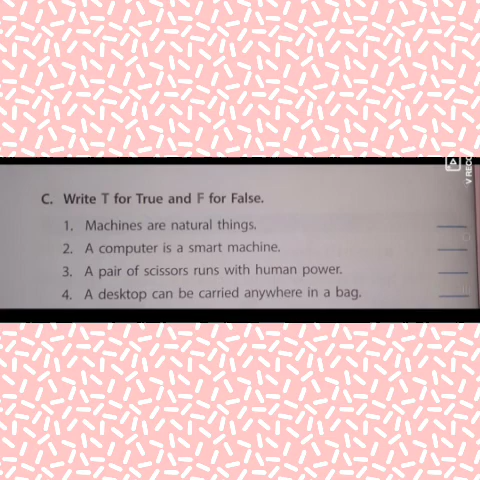 C. Write T for True and F for False.
1. Machines are natural things.
2. A computer is a smart machine.
3. A pair of scissors runs with human power.
4. A desktop can be carried anywhere in a bag.